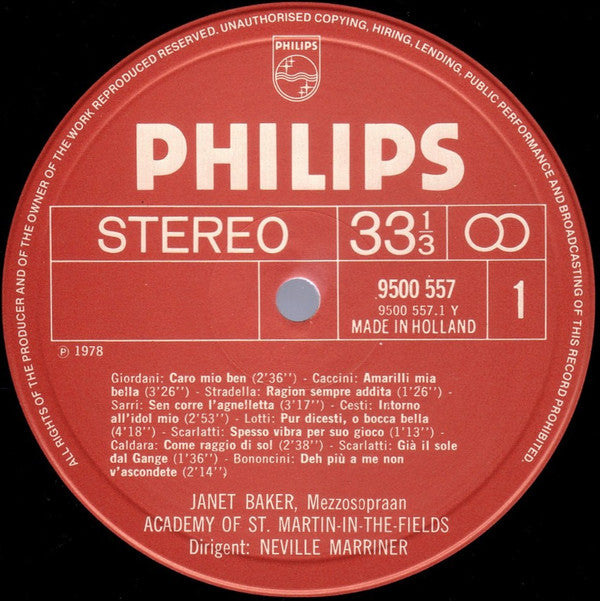 ALL RIGHTS OF THE PRODUCER AND OF THE OWNER OF THE WORK REPRODUCED RESERVED. UNAUTHORISED COPYING, HIRING, LENDING, PUBLIC PERFORMANCE AND BROADCASTING OF THIS RECORD PROHIBITED.
PHILIPS
PHILIPS
STEREO
33 1/3
9500 557
9500 557.1 Y
MADE IN HOLLAND
1
℗ 1978
Giordani: Caro mio ben (2'36'') - Caccini: Amarilli mia
bella (3'26'') - Stradella: Ragion sempre addita (1'26'') -
Sarri: Sen corre l'agnelletta (3'17'') - Cesti: Intorno
all'idol mio (2'53'') - Lotti: Pur dicesti, o bocca bella
(4'18'') - Scarlatti: Spesso vibra per suo gioco (1'13'') -
Caldara: Come raggio di sol (2'38'') - Scarlatti: Già il sole
dal Gange (1'36'') - Bononcini: Deh più a me non
v'ascondete (2'14'')
JANET BAKER, Mezzosopraan
ACADEMY OF ST. MARTIN-IN-THE-FIELDS
Dirigent: NEVILLE MARRINER